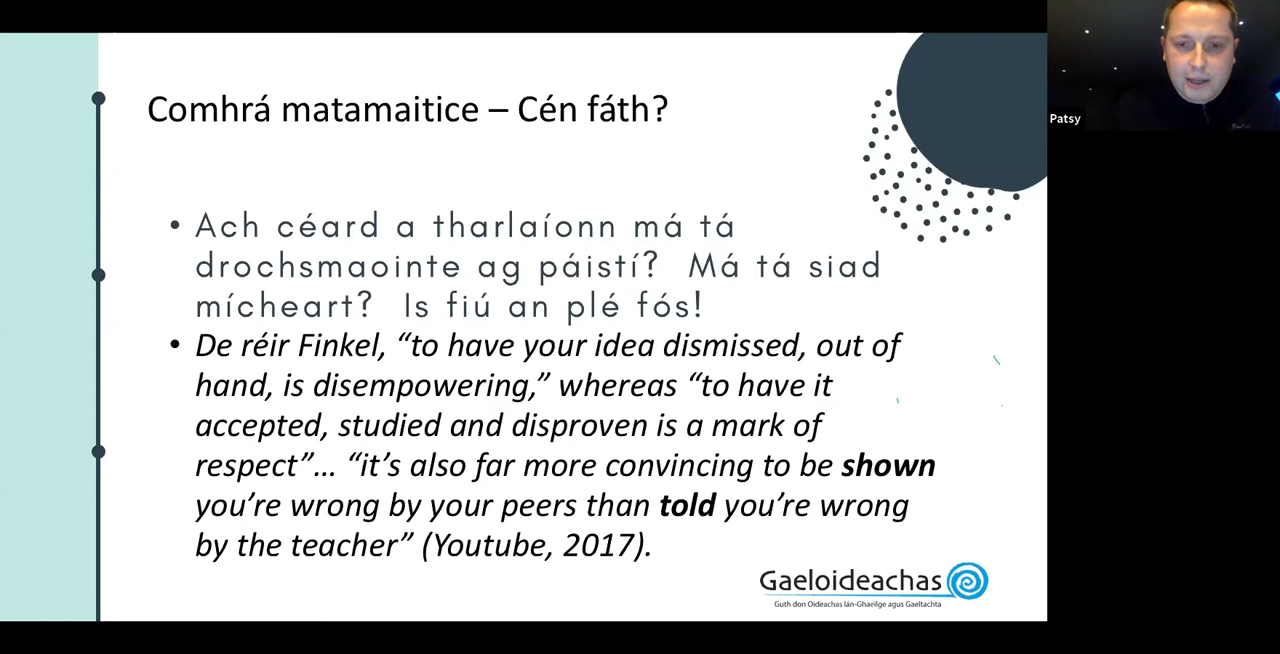 Comhrá matamaitice – Cén fáth?
• Ach céard a tharlaíonn má tá
drochsmaointe ag páistí? Má tá siad
mícheart? Is fiú an plé fós!
• De réir Finkel, “to have your idea dismissed, out of
hand, is disempowering,” whereas “to have it
accepted, studied and disproven is a mark of
respect”… “it’s also far more convincing to be shown
you’re wrong by your peers than told you’re wrong
by the teacher” (Youtube, 2017).
Gaeloideachas
Guth don Oideachas lán-Ghaeilge agus Gaeltachta
Patsy